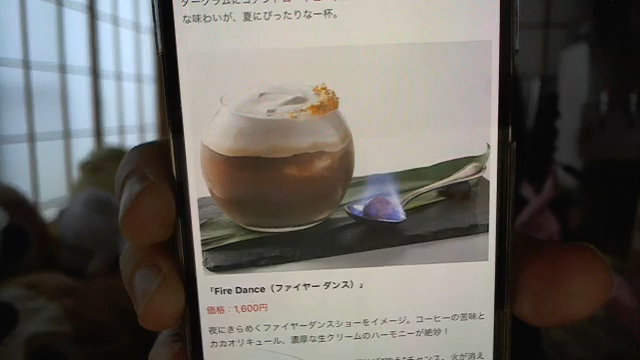 な味わいが、夏にぴったりな一杯。
「Fire Dance（ファイヤー ダンス）」
価格：1,600円
夜にきらめくファイヤーダンスショーをイメージ。コーヒーの苦味と
カカオリキュール、濃厚な生クリームのハーモニーが絶妙！